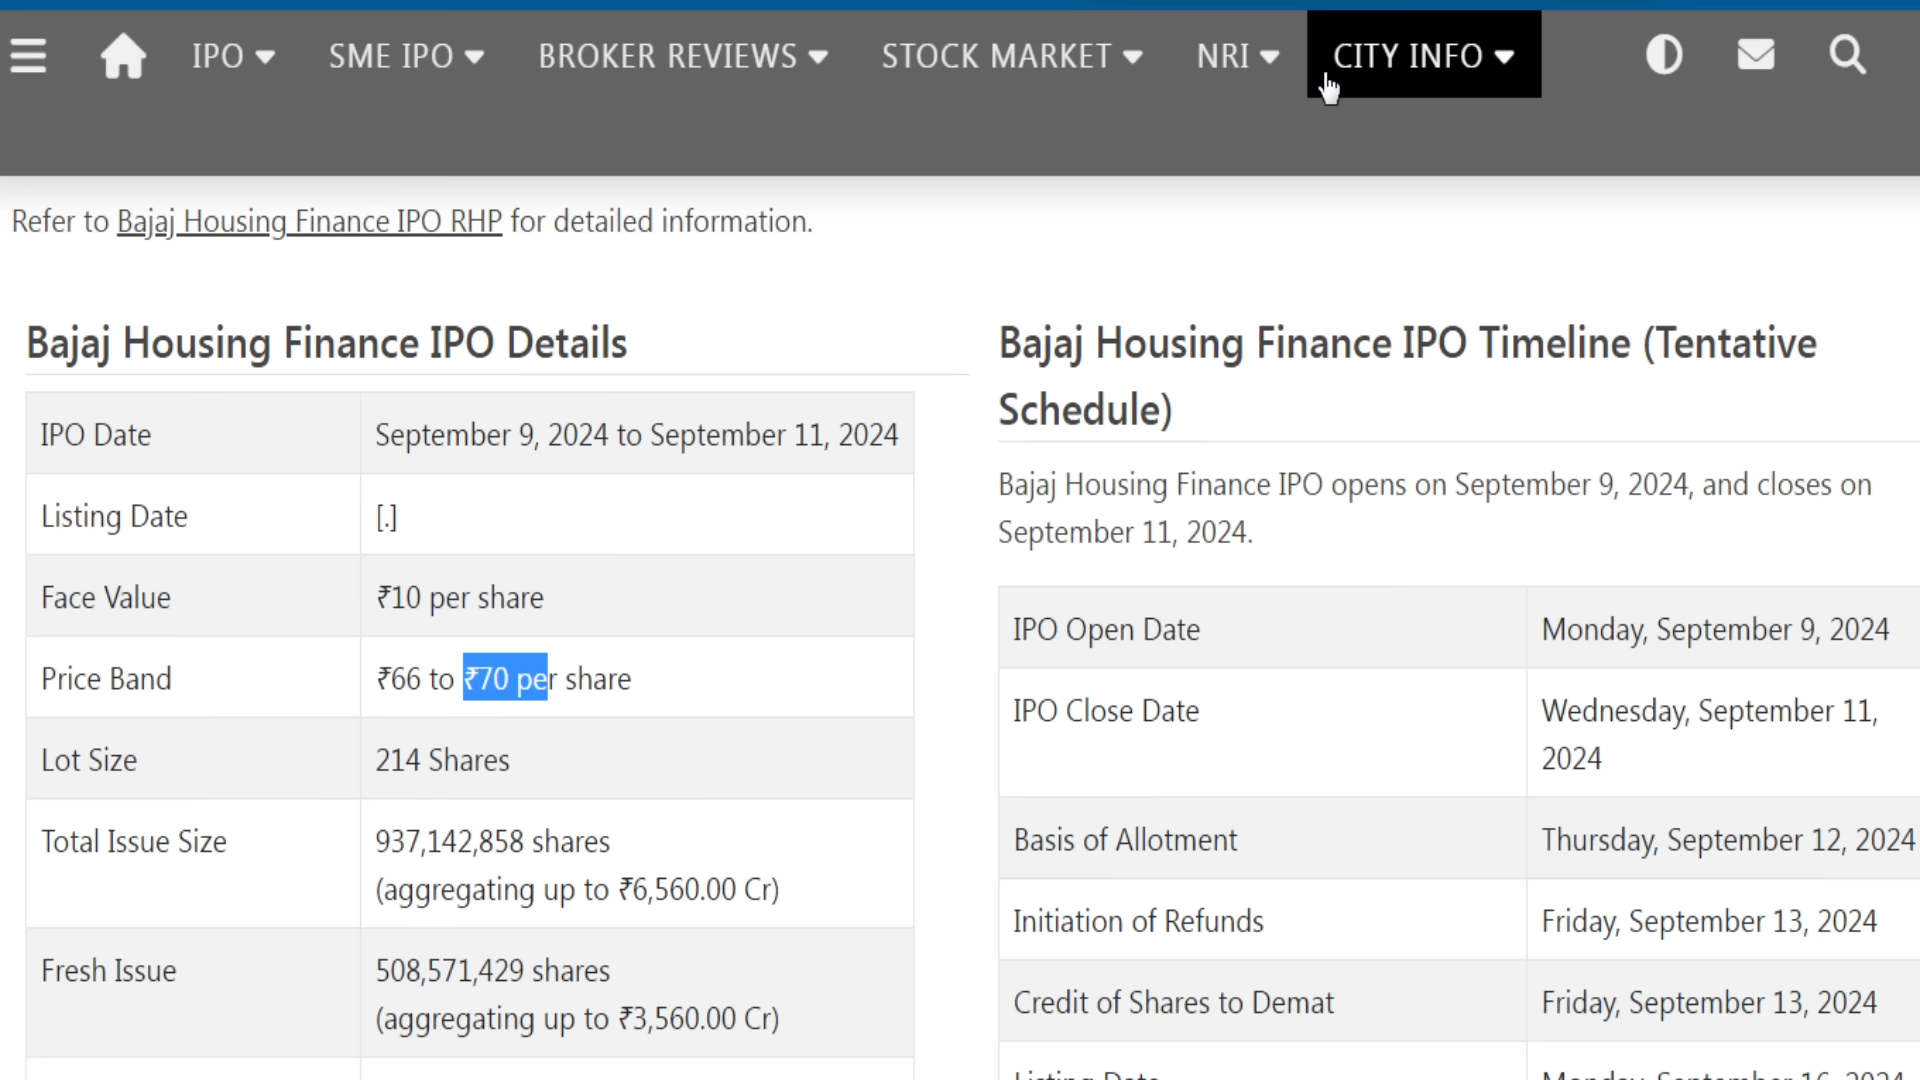 IPO SME IPO BROKER REVIEWS STOCK MARKET NRI CITY INFO
Refer to Bajaj Housing Finance IPO RHP for detailed information.
Bajaj Housing Finance IPO Details
IPO Date September 9, 2024 to September 11, 2024
Listing Date [.]
Face Value ₹10 per share
Price Band ₹66 to ₹70 per share
Lot Size 214 Shares
Total Issue Size 937,142,858 shares
(aggregating up to ₹6,560.00 Cr)
Fresh Issue 508,571,429 shares
(aggregating up to ₹3,560.00 Cr)
Bajaj Housing Finance IPO Timeline (Tentative
Schedule)
Bajaj Housing Finance IPO opens on September 9, 2024, and closes on
September 11, 2024.
IPO Open Date Monday, September 9, 2024
IPO Close Date Wednesday, September 11,
2024
Basis of Allotment Thursday, September 12, 2024
Initiation of Refunds Friday, September 13, 2024
Credit of Shares to Demat Friday, September 13, 2024
Listing Date Monday, September 16, 2024